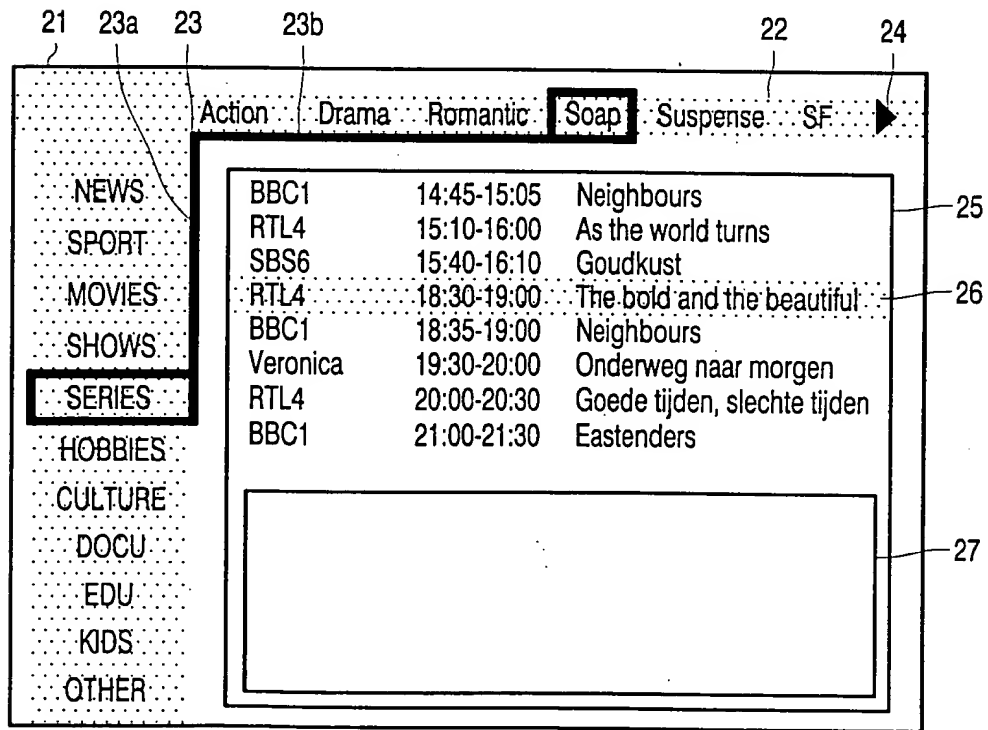 21 23a 23 23b 22 24
Action Drama Romantic Soap Suspense SF
NEWS
SPORT
MOVIES
SHOWS
SERIES
HOBBIES
CULTURE
DOCU
EDU
KIDS
OTHER
BBC1 14:45-15:05 Neighbours
RTL4 15:10-16:00 As the world turns
SBS6 15:40-16:10 Goudkust
RTL4 18:30-19:00 The bold and the beautiful
BBC1 18:35-19:00 Neighbours
Veronica 19:30-20:00 Onderweg naar morgen
RTL4 20:00-20:30 Goede tijden, slechte tijden
BBC1 21:00-21:30 Eastenders
25
26
27